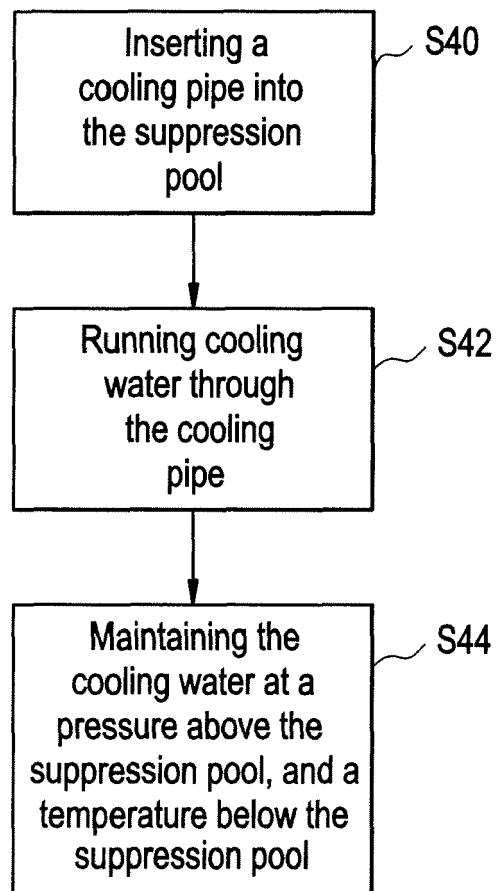 Inserting a
cooling pipe into
the suppression
pool
S40
Running cooling
water through
the cooling
pipe
S42
Maintaining the
cooling water at a
pressure above the
suppression pool, and a
temperature below the
suppression pool
S44